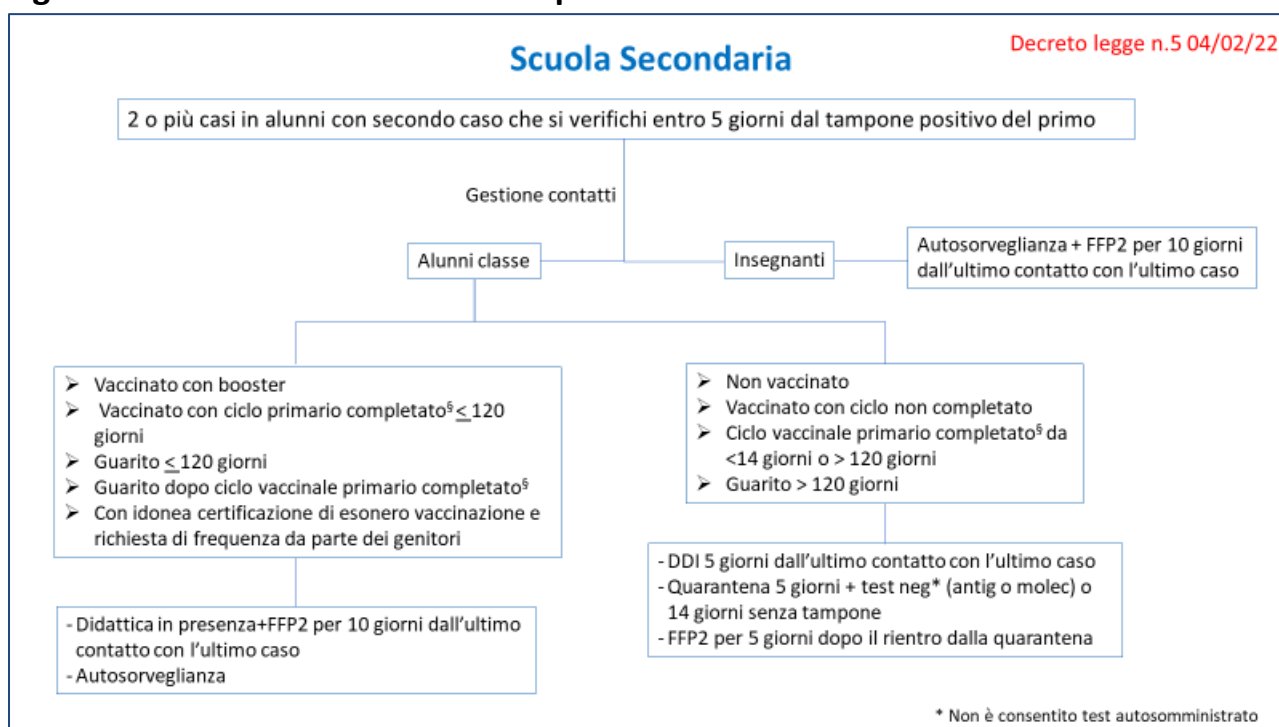 Scuola Secondaria
Decreto legge n.5 04/02/22
2 o più casi in alunni con secondo caso che si verifichi entro 5 giorni dal tampone positivo del primo
Gestione contatti
Alunni classe
Insegnanti
Autosorveglianza + FFP2 per 10 giorni
dall'ultimo contatto con l'ultimo caso
➢ Vaccinato con booster
➢ Vaccinato con ciclo primario completato§ < 120
giorni
➢ Guarito < 120 giorni
➢ Guarito dopo ciclo vaccinale primario completato§
➢ Con idonea certificazione di esonero vaccinazione e
richiesta di frequenza da parte dei genitori
➢ Non vaccinato
➢ Vaccinato con ciclo non completato
➢ Ciclo vaccinale primario completato§ da
<14 giorni o > 120 giorni
➢ Guarito > 120 giorni
- Didattica in presenza+FFP2 per 10 giorni dall'ultimo
contatto con l'ultimo caso
- Autosorveglianza
- DDI 5 giorni dall'ultimo contatto con l'ultimo caso
- Quarantena 5 giorni + test neg* (antig o molec) o
14 giorni senza tampone
- FFP2 per 5 giorni dopo il rientro dalla quarantena
* Non è consentito test autosomministrato